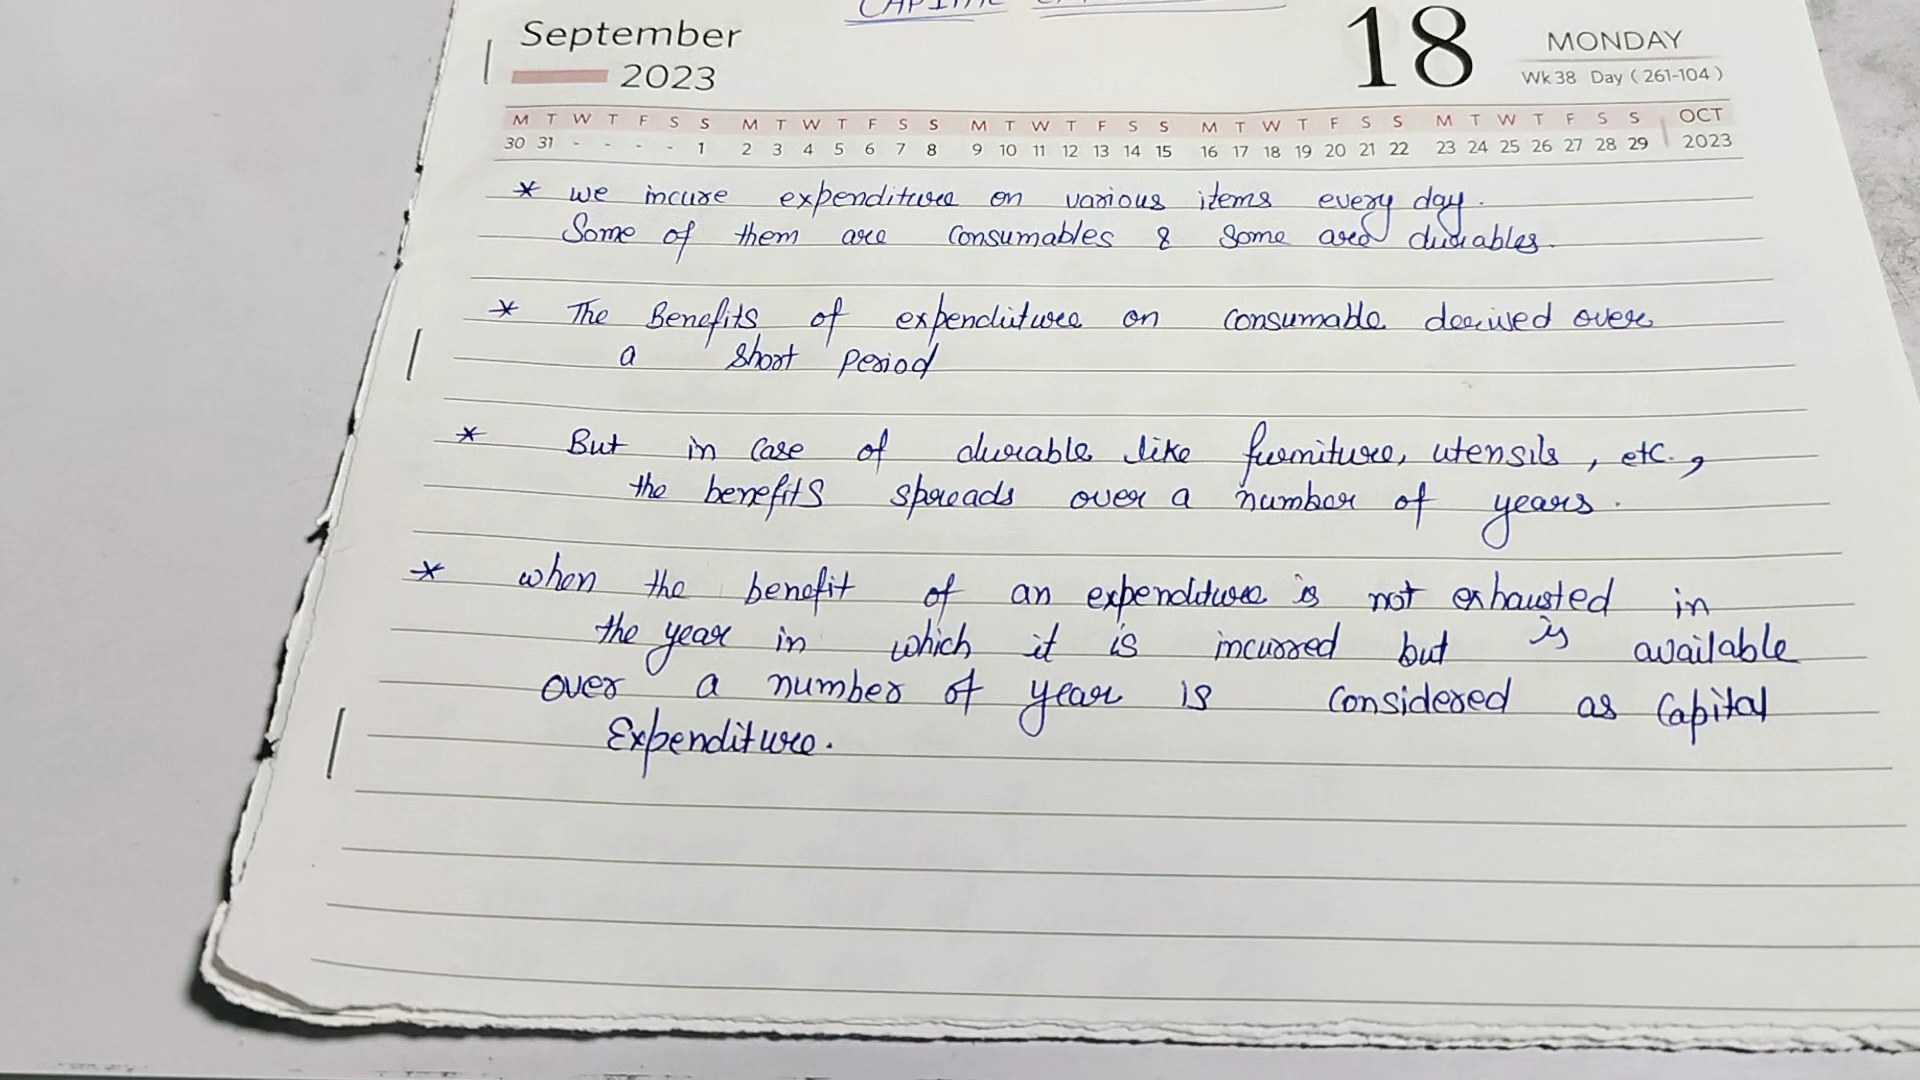 CAPITAL
September 18 MONDAY
2023 Wk 38 Day ( 261-104 )
M T W T F S S M T W T F S S M T W T F S S M T W T F S S M T W T F S S OCT
30 31 - - - - 1 2 3 4 5 6 7 8 9 10 11 12 13 14 15 16 17 18 19 20 21 22 23 24 25 26 27 28 29 2023
* we incure expenditure on various items every day.
Some of them are Consumables & Some are durables.
* The Benefits of expenditure on consumable derived over
a Short Period
* But in Case of durable like furniture, utensils, etc.,
the benefits spreads over a number of years.
* when the benefit of an expenditure is not exhausted in
the year in which it is incurred but is available
over a number of year is Considered as Capital
Expenditure.